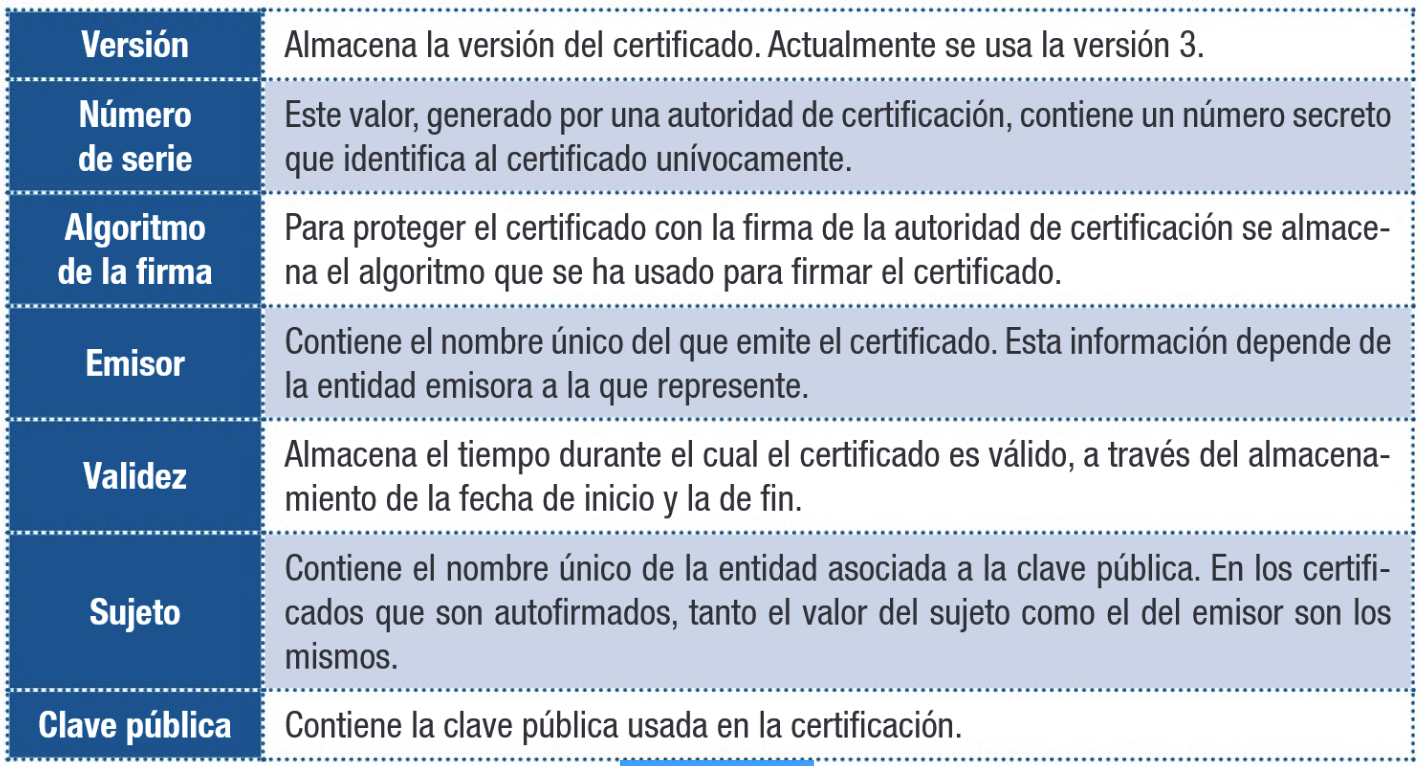 Versión
Almacena la versión del certificado. Actualmente se usa la versión 3.
Número
de serie
Este valor, generado por una autoridad de certificación, contiene un número secreto
que identifica al certificado unívocamente.
Algoritmo
de la firma
Para proteger el certificado con la firma de la autoridad de certificación se almace-
na el algoritmo que se ha usado para firmar el certificado.
Emisor
Contiene el nombre único del que emite el certificado. Esta información depende de
la entidad emisora a la que represente.
Validez
Almacena el tiempo durante el cual el certificado es válido, a través del almacena-
miento de la fecha de inicio y la de fin.
Sujeto
Contiene el nombre único de la entidad asociada a la clave pública. En los certifi-
cados que son autofirmados, tanto el valor del sujeto como el del emisor son los
mismos.
Clave pública
Contiene la clave pública usada en la certificación.